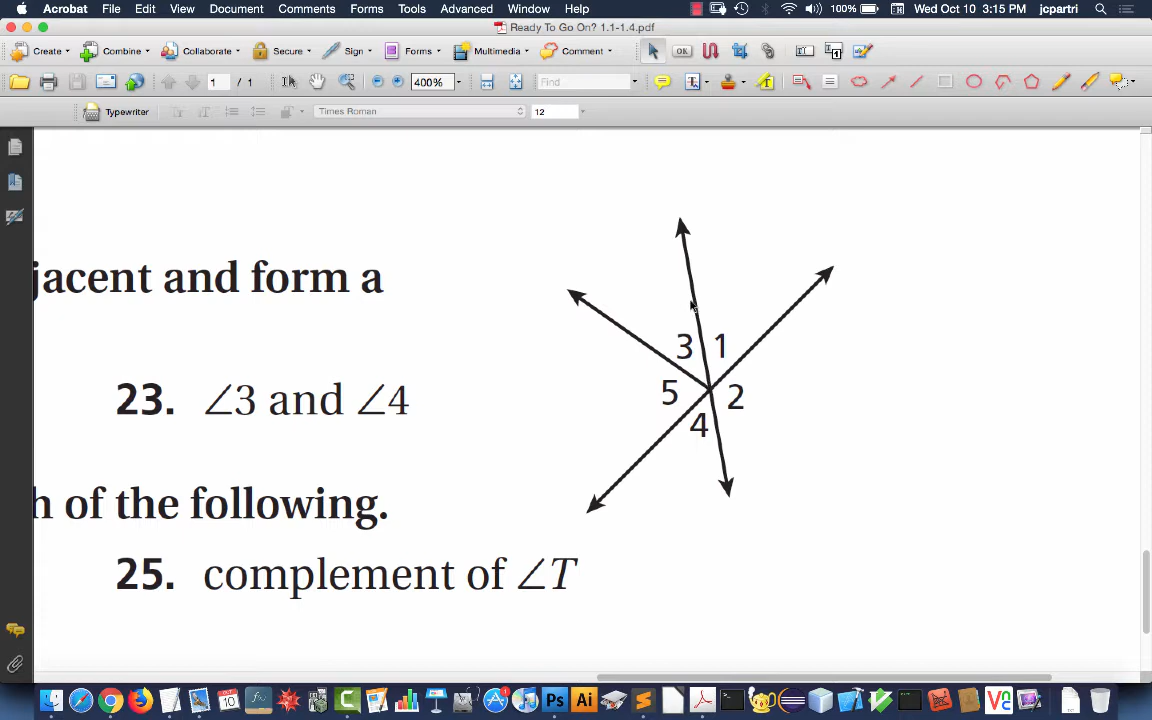 Acrobat File Edit View Document Comments Forms Tools Advanced Window Help 100% Wed Oct 10 3:15 PM jcpartri
Ready To Go On? 1.1-1.4.pdf
Create Combine Collaborate Secure Sign Forms Multimedia Comment OK
1 / 1 400% Find
Typewriter Times Roman 12
jacent and form a
3 1
23. ∠3 and ∠4
5 2
4
h of the following.
25. complement of ∠T